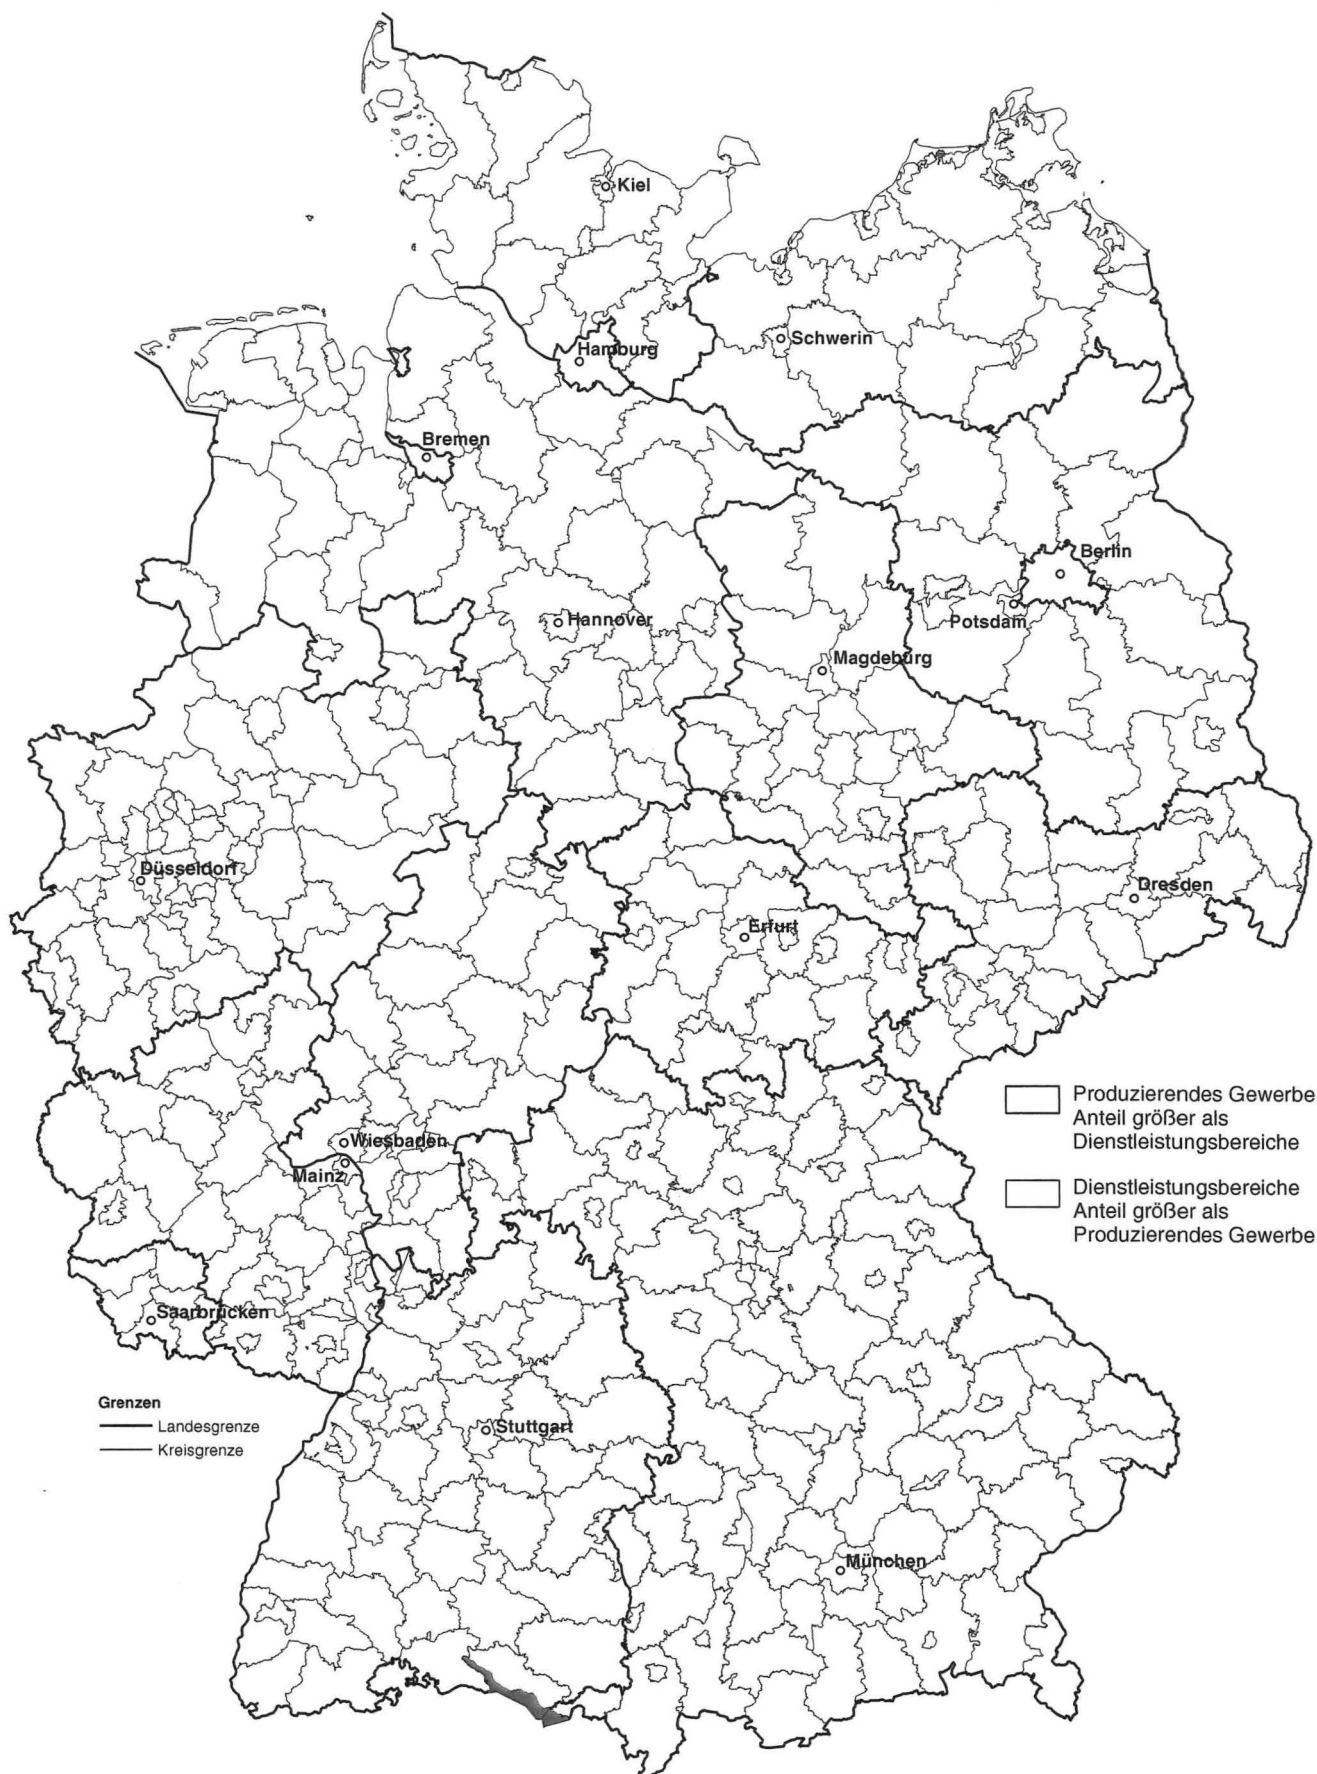 Kiel
Schwerin
Hamburg
Bremen
Berlin
Hannover
Potsdam
Magdeburg
Düsseldorf
Dresden
Erfurt
Produzierendes Gewerbe
Anteil größer als
Dienstleistungsbereiche
Wiesbaden
Mainz
Dienstleistungsbereiche
Anteil größer als
Produzierendes Gewerbe
Saarbrücken
Grenzen
Landesgrenze
Kreisgrenze
Stuttgart
München